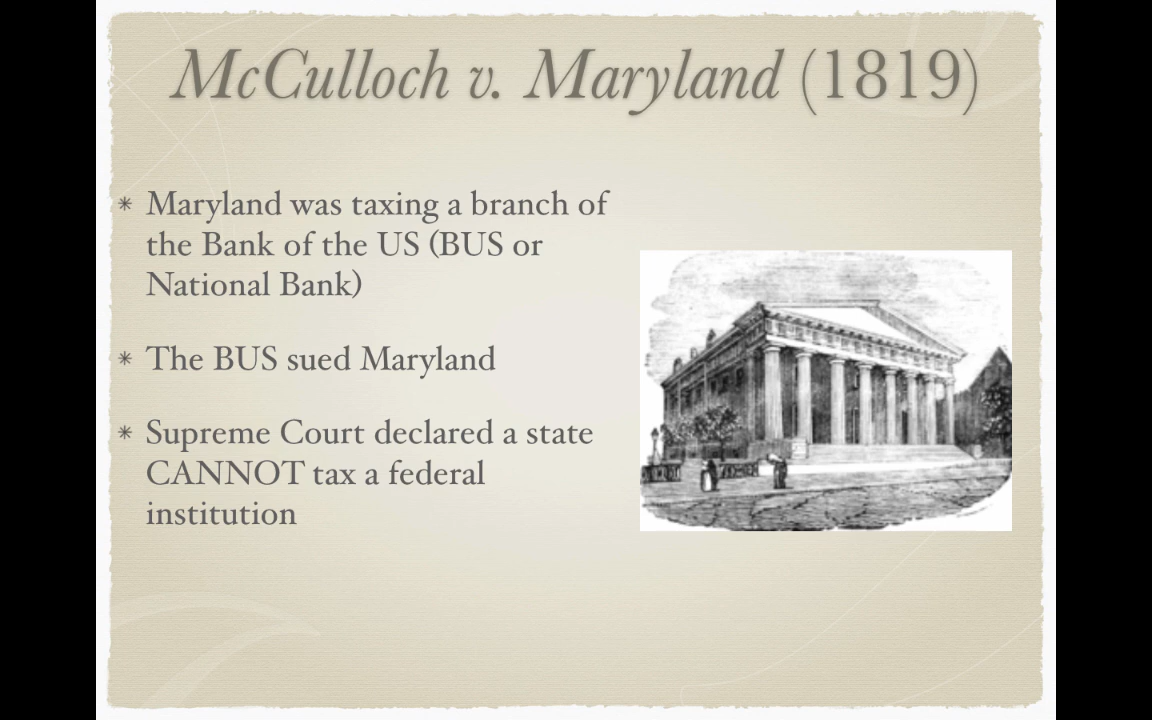 McCulloch v. Maryland (1819)
Maryland was taxing a branch of
the Bank of the US (BUS or
National Bank)
The BUS sued Maryland
Supreme Court declared a state
CANNOT tax a federal
institution